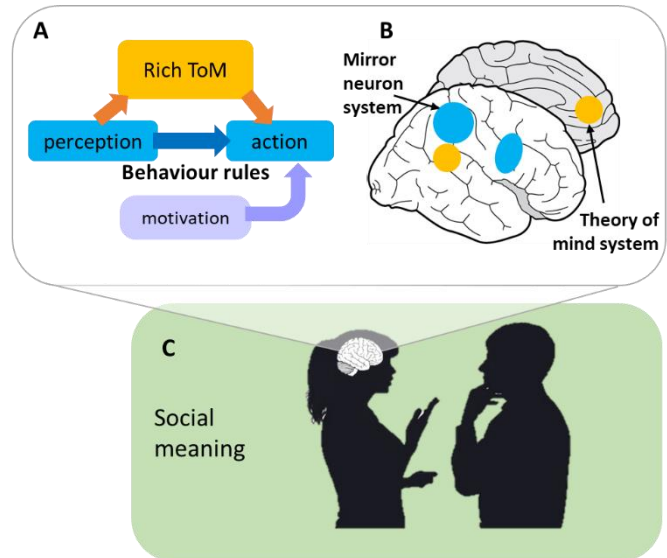 A
Rich ToM
perception
action
Behaviour rules
motivation
B
Mirror
neuron
system
Theory of
mind system
C
Social
meaning